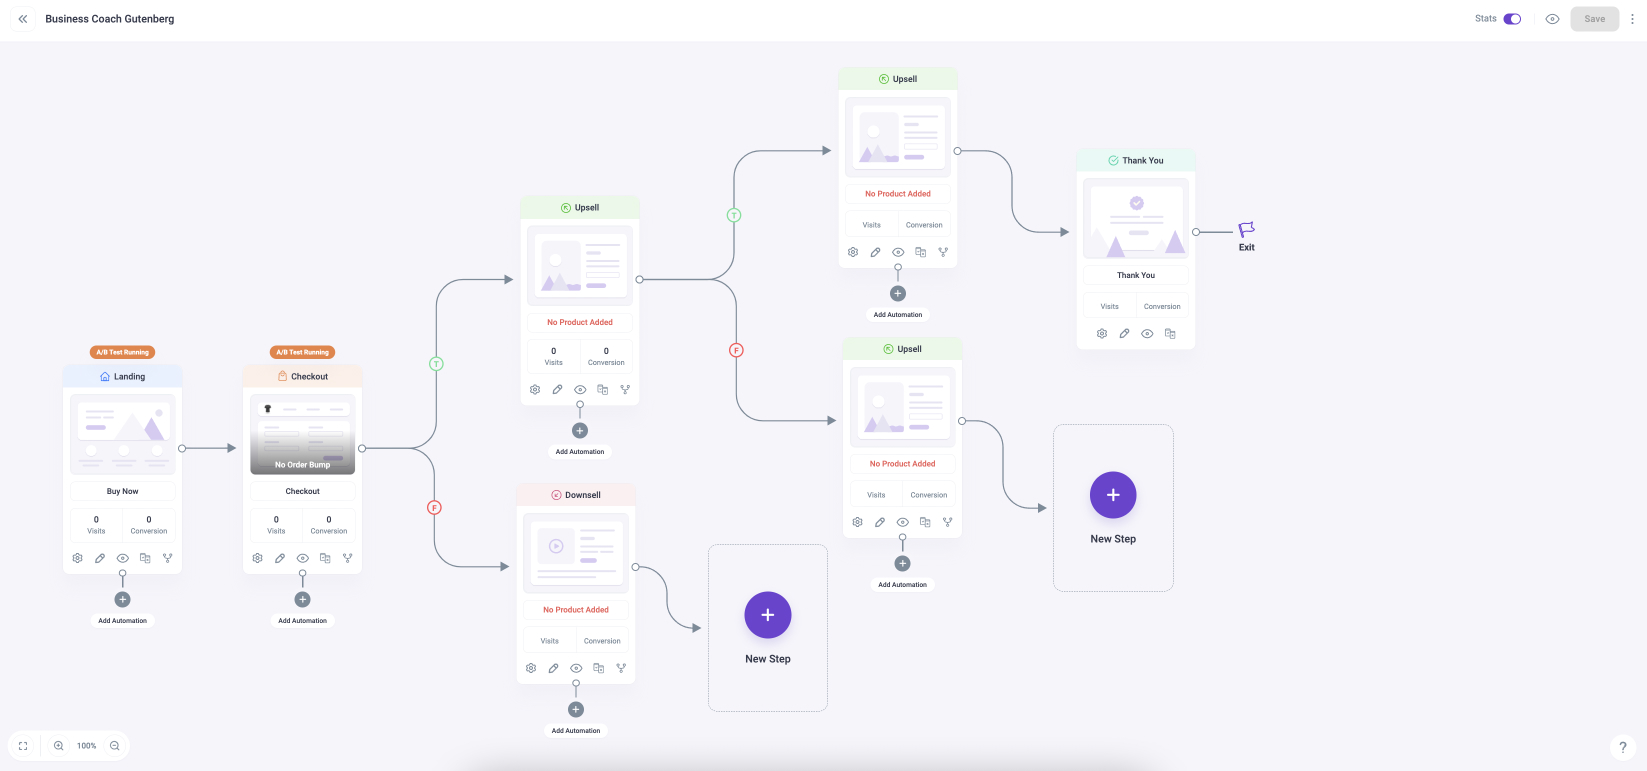 Business Coach Gutenberg
Stats
Save
A/B Test Running
Landing
Buy Now
0
0
Visits
Conversion
Add Automation
A/B Test Running
Checkout
No Order Bump
Checkout
0
0
Visits
Conversion
Add Automation
T
F
Upsell
No Product Added
0
0
Visits
Conversion
Add Automation
Downsell
No Product Added
Visits
Conversion
Add Automation
New Step
T
F
Upsell
No Product Added
Visits
Conversion
Add Automation
Upsell
No Product Added
Visits
Conversion
Add Automation
Thank You
Thank You
Visits
Conversion
Exit
New Step
100%
?